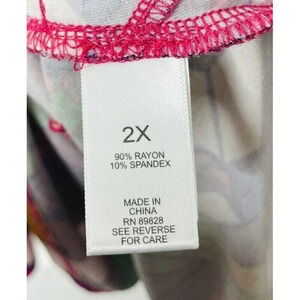 2X
90% RAYON
10% SPANDEX
MADE IN
CHINA
RN 89828
SEE REVERSE
FOR CARE